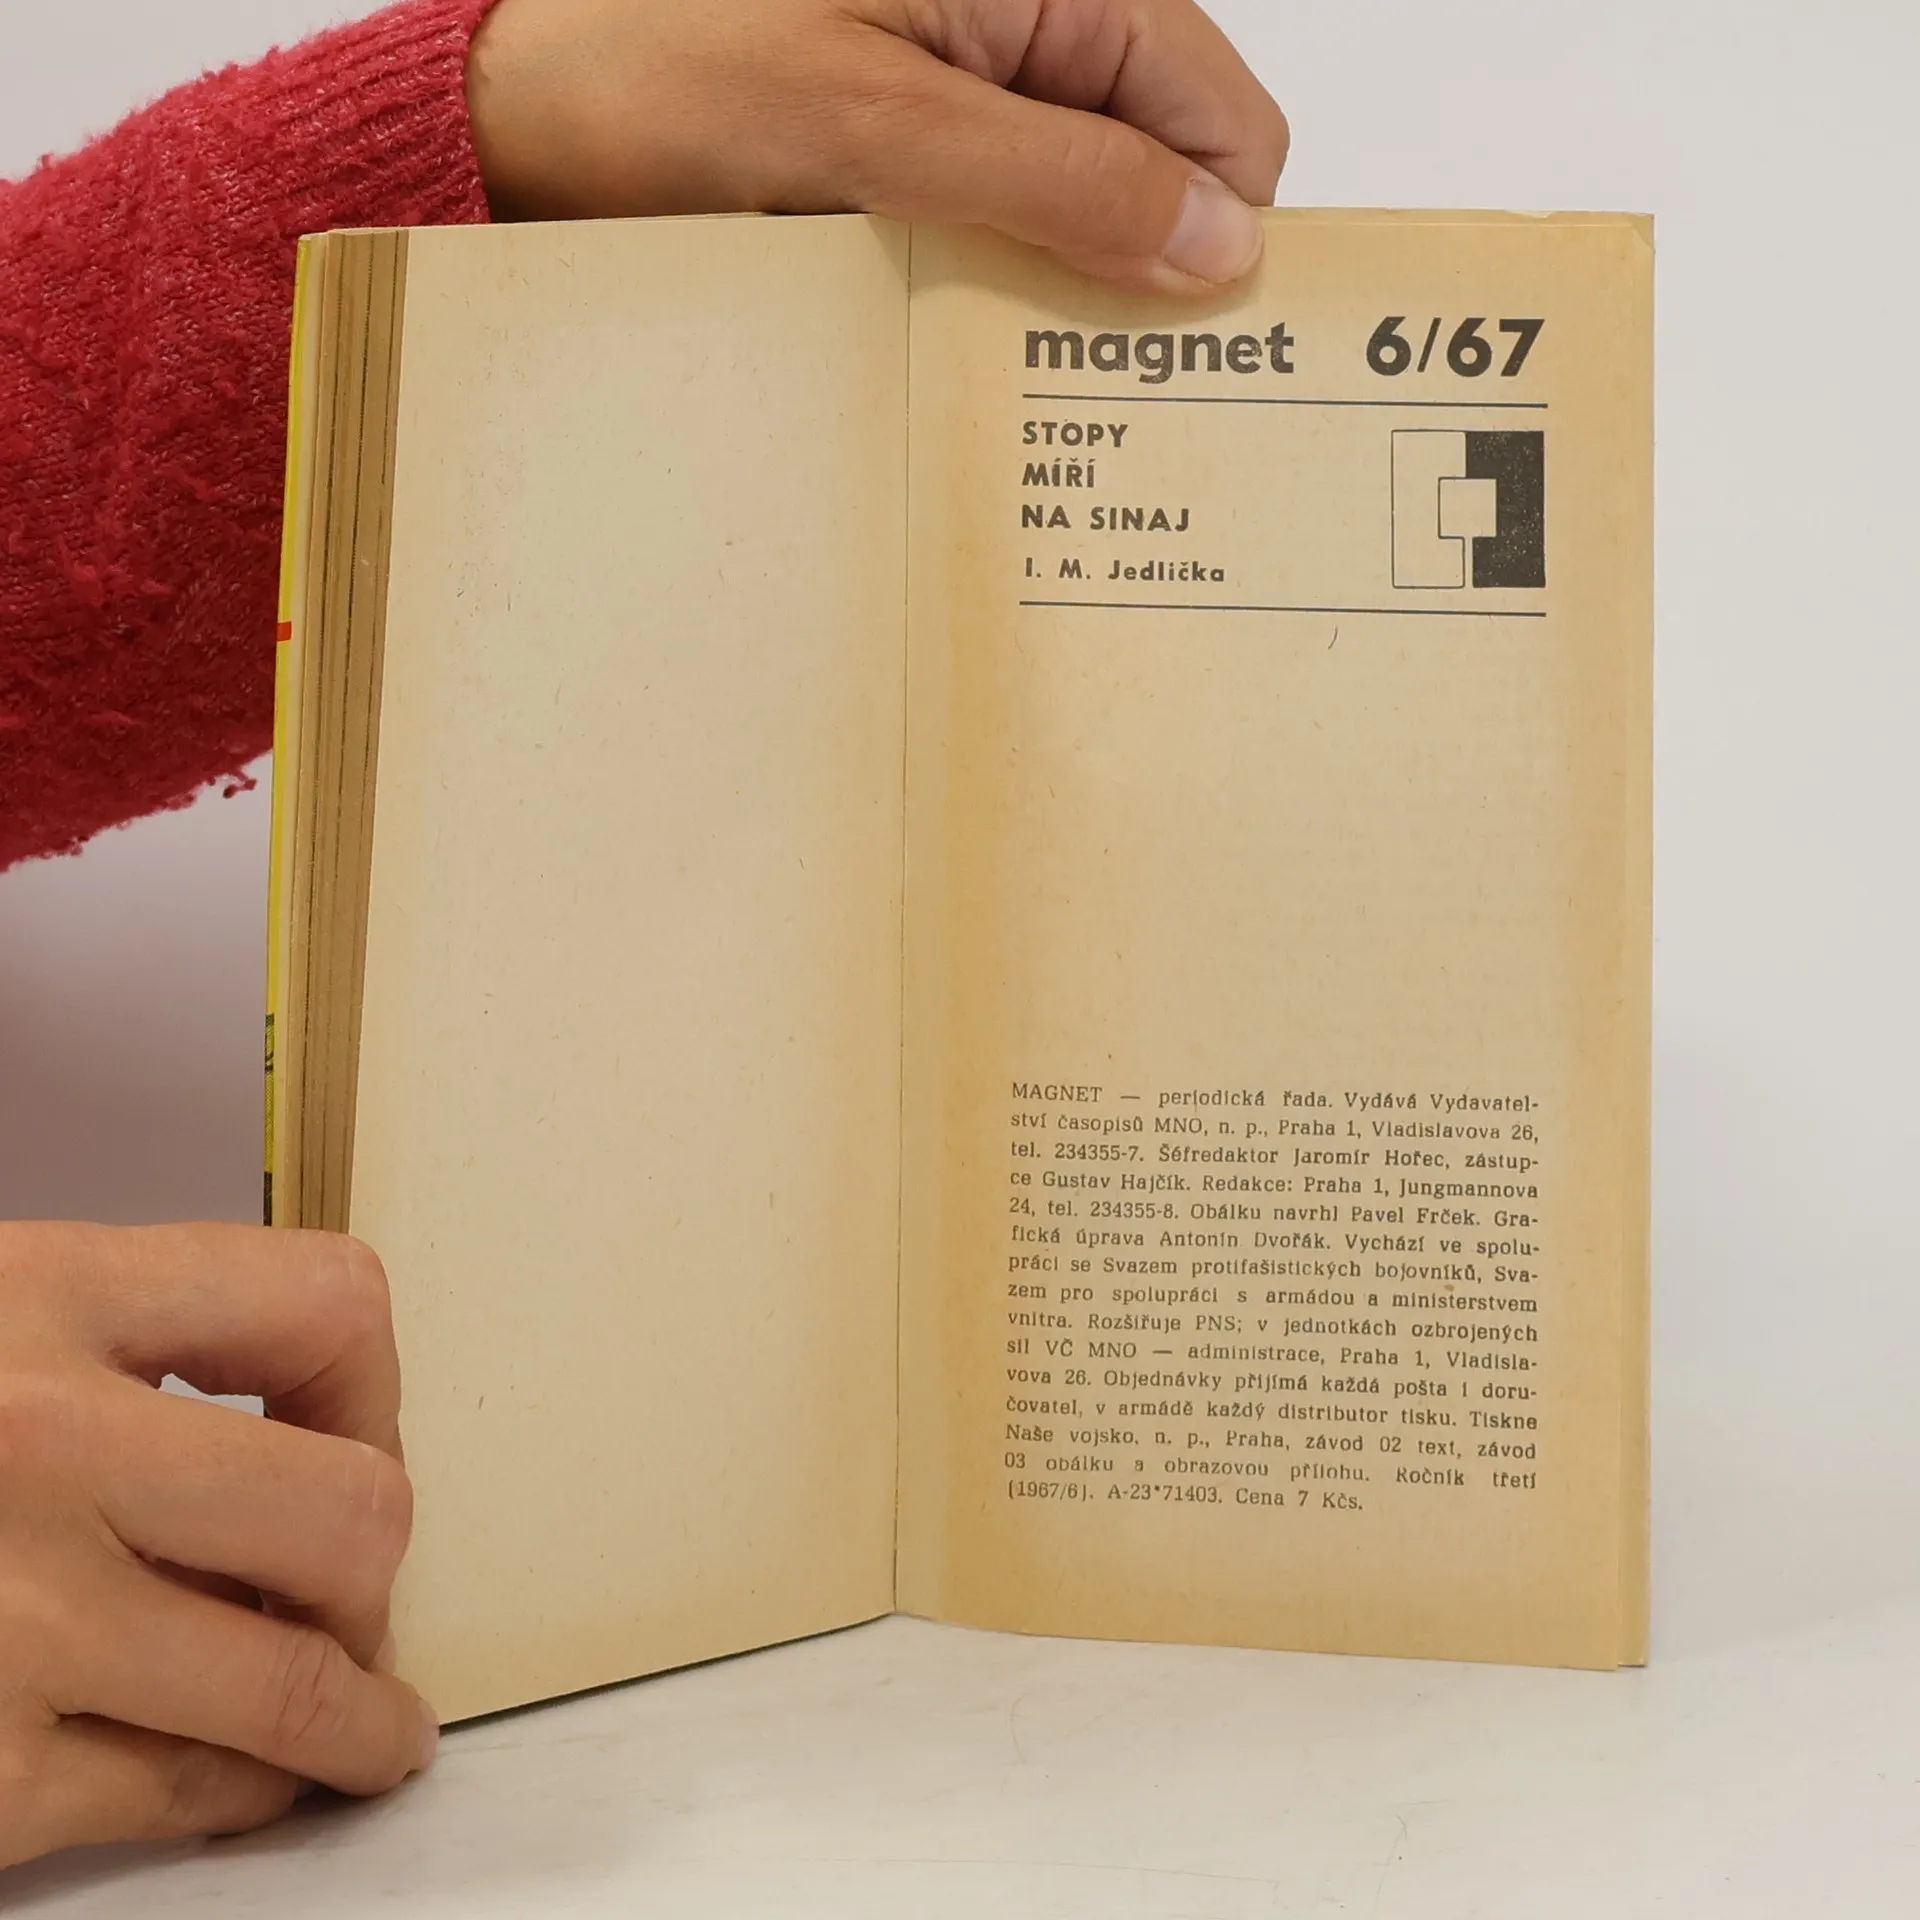 magnet 6/67
STOPY
MÍŘÍ
NA SINAJ
I. M. Jedlička
MAGNET — periodická řada. Vydává Vydavatel-
ství časopisů MNO, n. p., Praha 1, Vladislavova 26,
tel. 234355-7. Šéfredaktor Jaromír Hořec, zástup-
ce Gustav Hajčík. Redakce: Praha 1, Jungmannova
24, tel. 234355-8. Obálku navrhl Pavel Frček. Gra-
fická úprava Antonín Dvořák. Vychází ve spolu-
práci se Svazem protifašistických bojovníků, Sva-
zem pro spolupráci s armádou a ministerstvem
vnitra. Rozšiřuje PNS; v jednotkách ozbrojených
sil VČ MNO — administrace, Praha 1, Vladisla-
vova 26. Objednávky přijímá každá pošta i doru-
čovatel, v armádě každý distributor tisku. Tiskne
Naše vojsko, n. p., Praha, závod 02 text, závod
03 obálku a obrazovou přílohu. Ročník třetí
(1967/6). A-23*71403. Cena 7 Kčs.